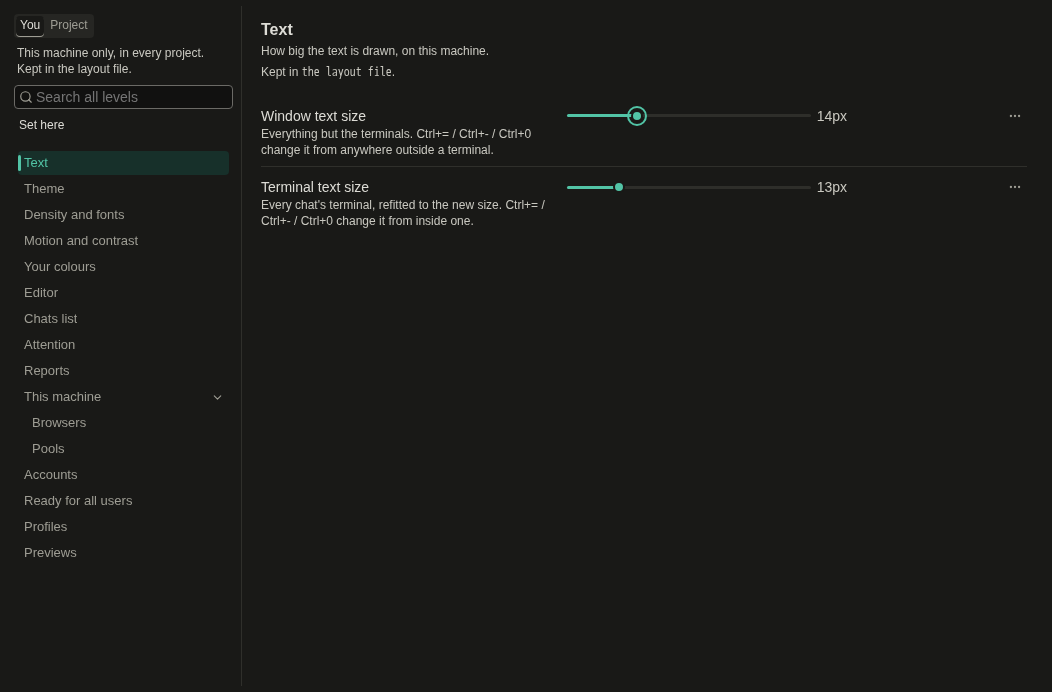 You Project
This machine only, in every project.
Kept in the layout file.
Search all levels
Set here
Text
Theme
Density and fonts
Motion and contrast
Your colours
Editor
Chats list
Attention
Reports
This machine
Browsers
Pools
Accounts
Ready for all users
Profiles
Previews
Text
How big the text is drawn, on this machine.
Kept in the layout file.
Window text size
14px
Everything but the terminals. Ctrl+= / Ctrl+- / Ctrl+0
change it from anywhere outside a terminal.
Terminal text size
13px
Every chat's terminal, refitted to the new size. Ctrl+= /
Ctrl+- / Ctrl+0 change it from inside one.